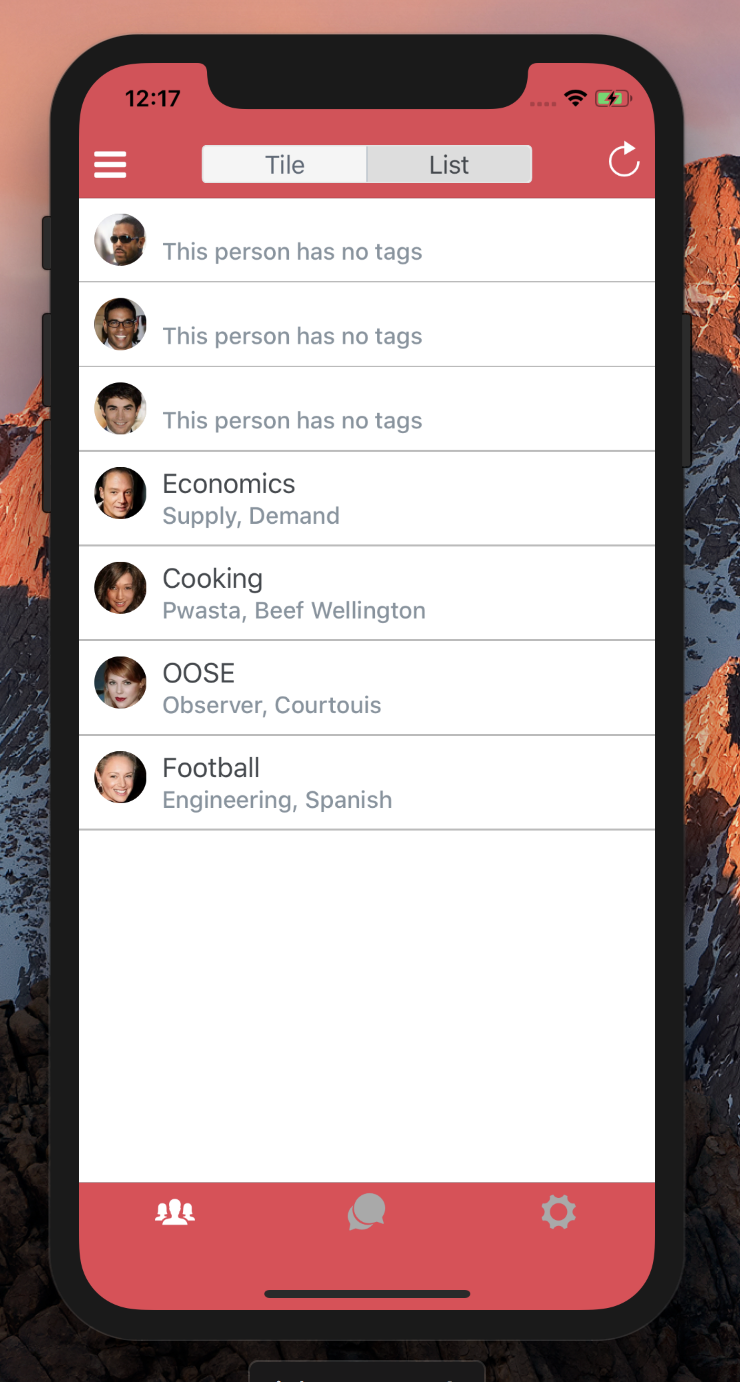 12:17
Tile List
This person has no tags
This person has no tags
This person has no tags
Economics
Supply, Demand
Cooking
Pwasta, Beef Wellington
OOSE
Observer, Courtouis
Football
Engineering, Spanish